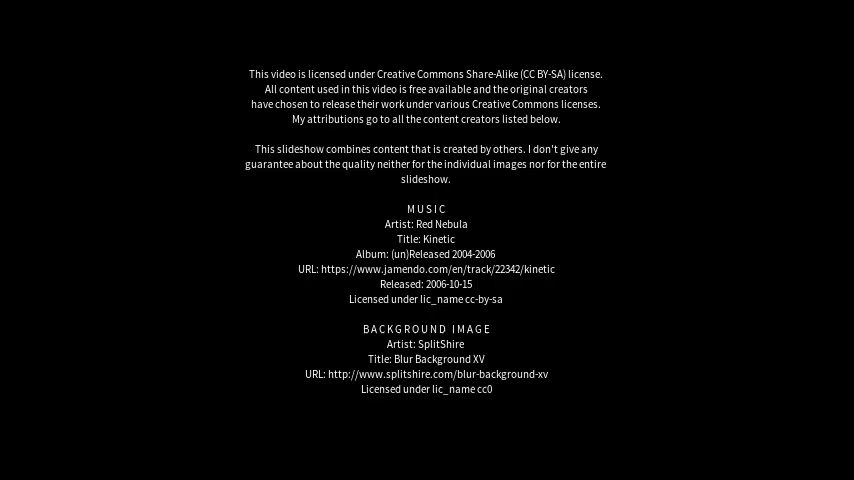 This video is licensed under Creative Commons Share-Alike (CC BY-SA) license.
All content used in this video is free available and the original creators
have chosen to release their work under various Creative Commons licenses.
My attributions go to all the content creators listed below.
This slideshow combines content that is created by others. I don't give any
guarantee about the quality neither for the individual images nor for the entire
slideshow.
MUSIC
Artist: Red Nebula
Title: Kinetic
Album: (un)Released 2004-2006
URL: https://www.jamendo.com/en/track/22342/kinetic
Released: 2006-10-15
Licensed under lic_name cc-by-sa
BACKGROUND IMAGE
Artist: SplitShire
Title: Blur Background XV
URL: http://www.splitshire.com/blur-background-xv
Licensed under lic_name cc0